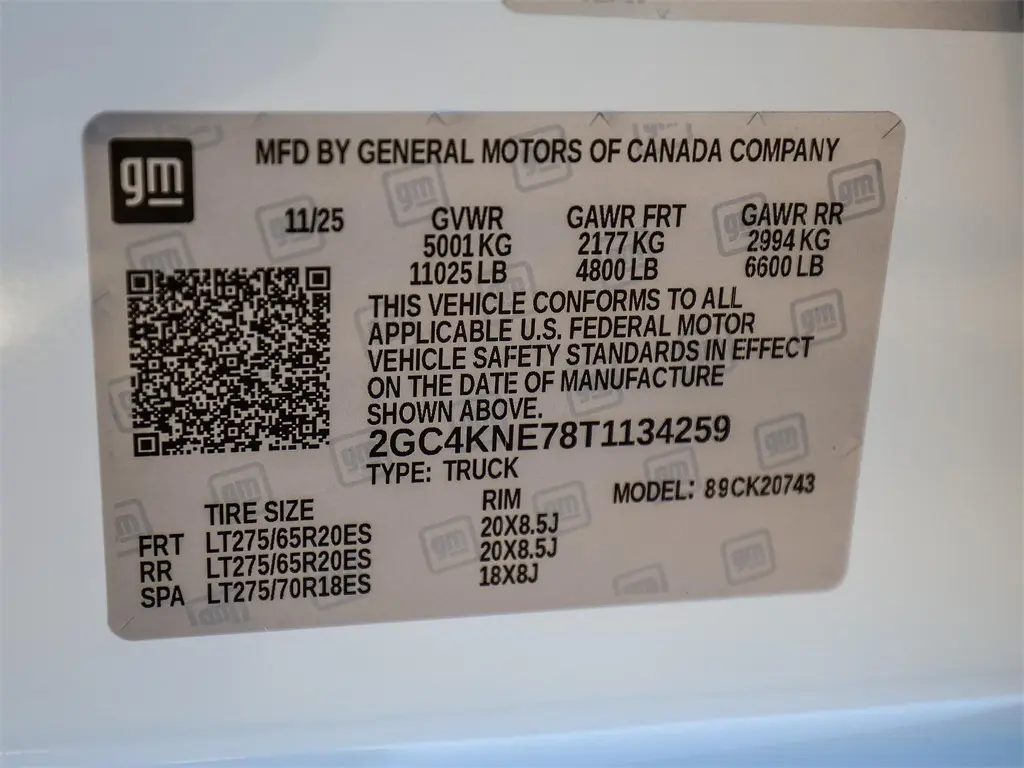 gm
MFD BY GENERAL MOTORS OF CANADA COMPANY
11/25 GVWR GAWR FRT GAWR RR
5001 KG 2177 KG 2994 KG
11025 LB 4800 LB 6600 LB
THIS VEHICLE CONFORMS TO ALL
APPLICABLE U.S. FEDERAL MOTOR
VEHICLE SAFETY STANDARDS IN EFFECT
ON THE DATE OF MANUFACTURE
SHOWN ABOVE.
2GC4KNE78T1134259
TYPE: TRUCK
TIRE SIZE RIM MODEL: 89CK20743
FRT LT275/65R20ES 20X8.5J
RR LT275/65R20ES 20X8.5J
SPA LT275/70R18ES 18X8J